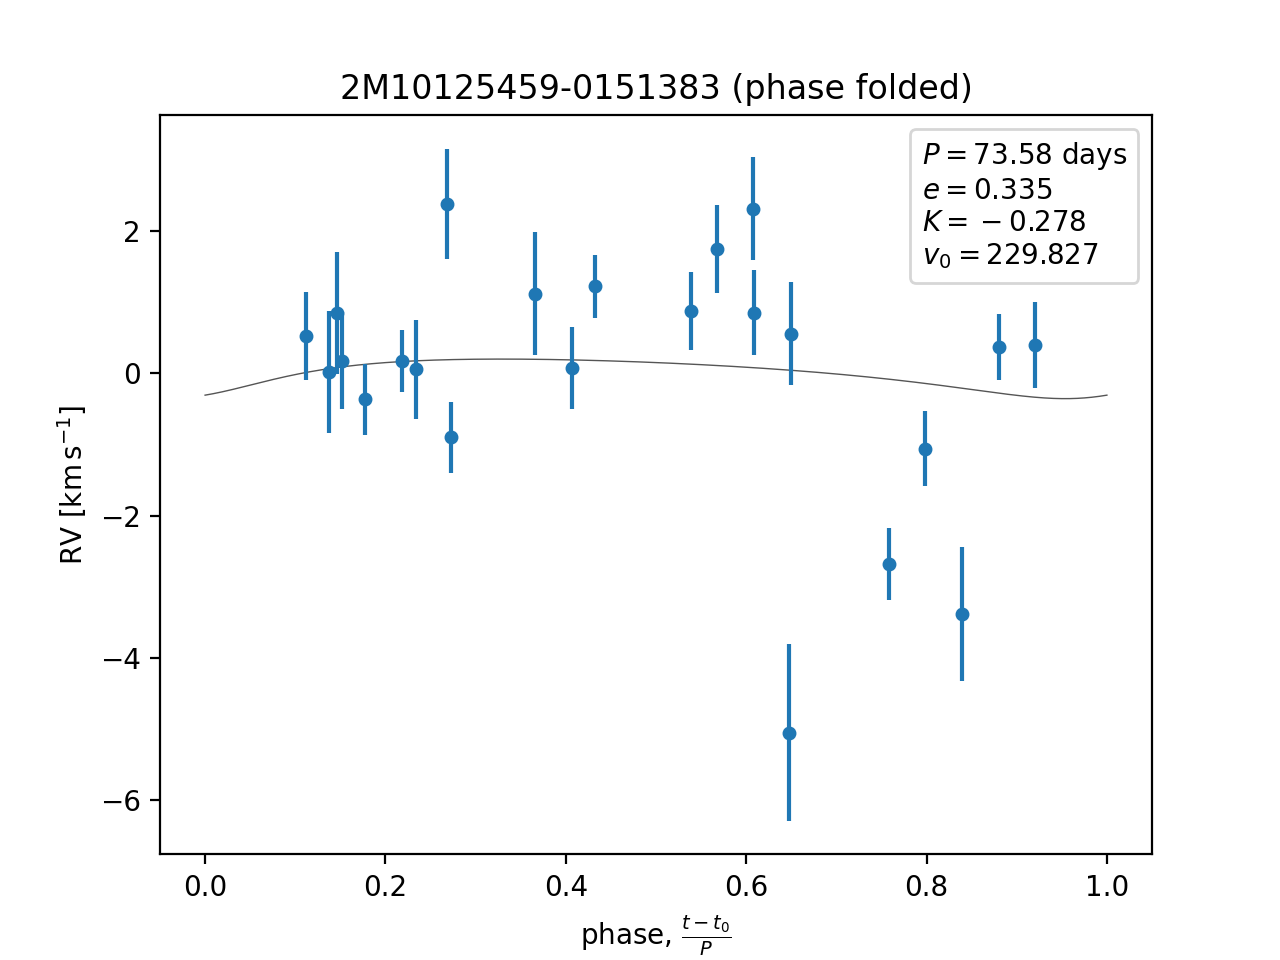 2M10125459-0151383 (phase folded)
P = 73.58 days
e = 0.335
K = −0.278
v₀ = 229.827
2
0
−2
−4
−6
RV [km s⁻¹]
0.0 0.2 0.4 0.6 0.8 1.0
phase, (t − t₀)/P